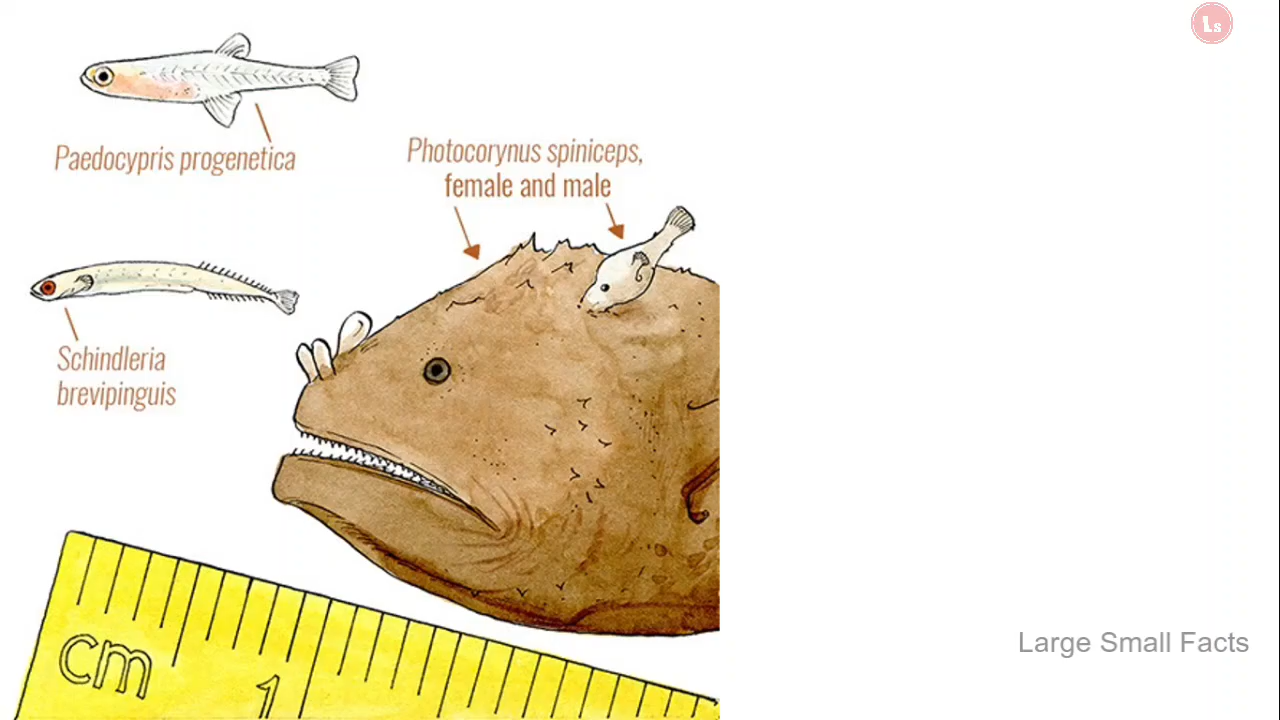 Ls
Paedocypris progenetica
Photocorynus spiniceps,
female and male
Schindleria
brevipinguis
cm
1
Large Small Facts